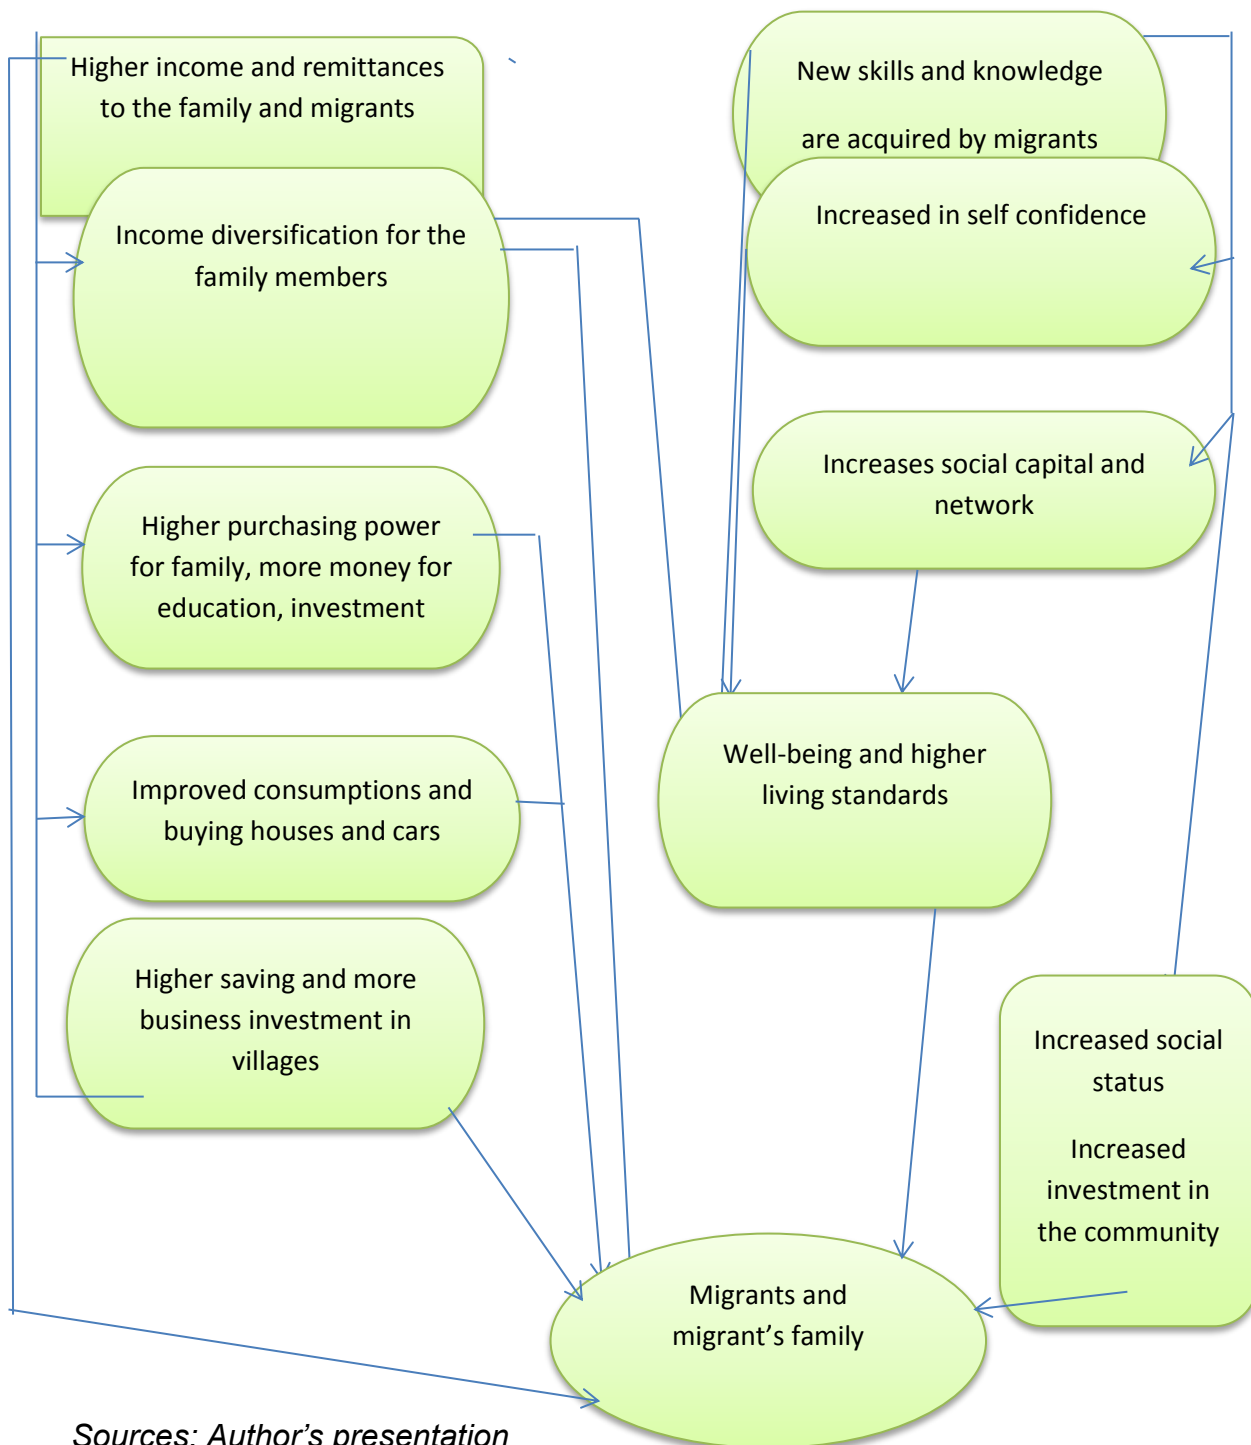 Higher income and remittances
to the family and migrants
Income diversification for the
family members
Higher purchasing power
for family, more money for
education, investment
Improved consumptions and
buying houses and cars
Higher saving and more
business investment in
villages
New skills and knowledge
are acquired by migrants
Increased in self confidence
Increases social capital and
network
Well-being and higher
living standards
Increased social
status
Increased
investment in
the community
Migrants and
migrant’s family
Sources: Author’s presentation